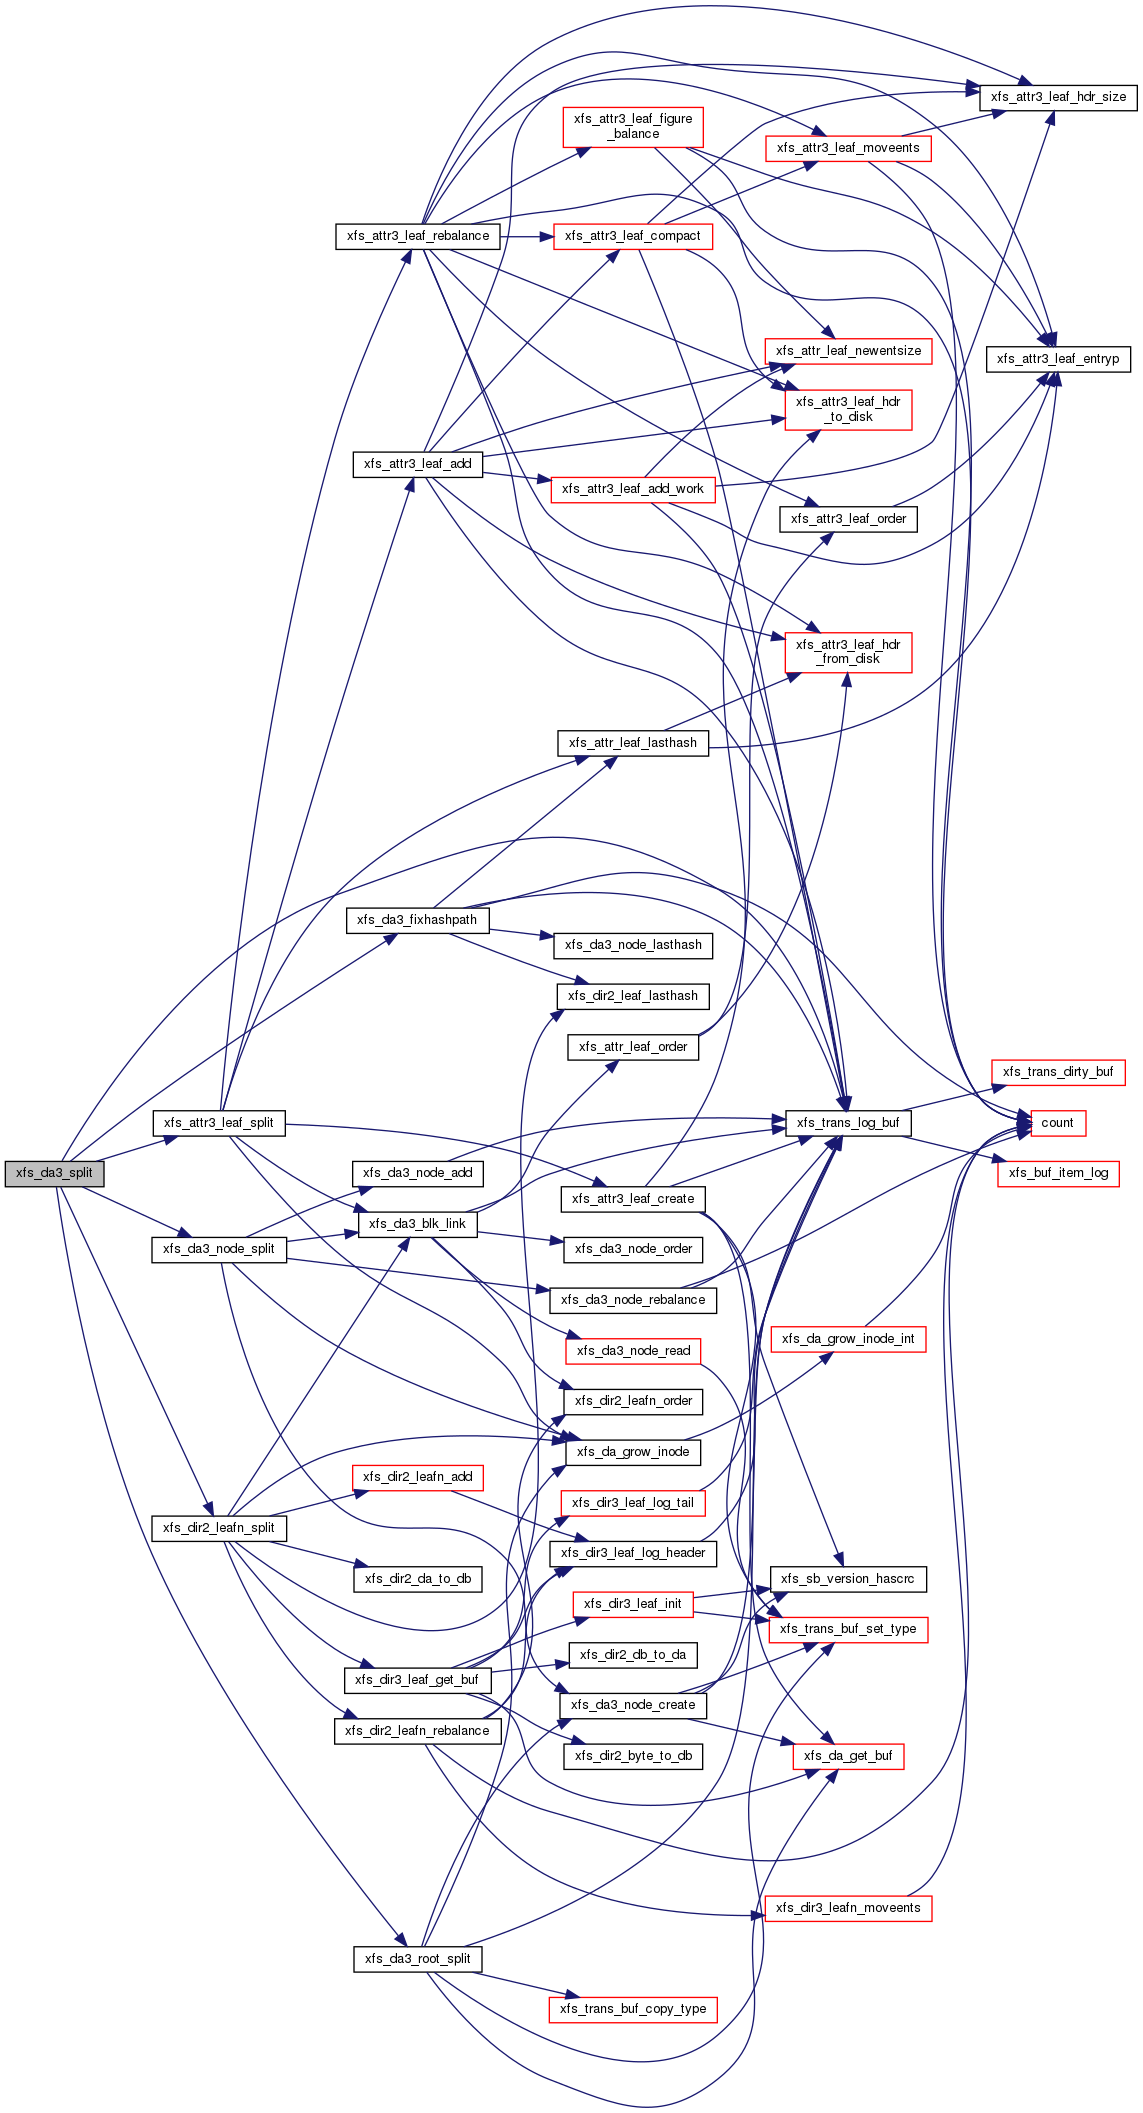 xfs_attr3_leaf_hdr_size
xfs_attr3_leaf_figure
_balance
xfs_attr3_leaf_moveents
xfs_attr3_leaf_rebalance
xfs_attr3_leaf_compact
xfs_attr_leaf_newentsize
xfs_attr3_leaf_entryp
xfs_attr3_leaf_hdr
_to_disk
xfs_attr3_leaf_add
xfs_attr3_leaf_add_work
xfs_attr3_leaf_order
xfs_attr3_leaf_hdr
_from_disk
xfs_attr_leaf_lasthash
xfs_da3_fixhashpath
xfs_da3_node_lasthash
xfs_dir2_leaf_lasthash
xfs_attr_leaf_order
xfs_trans_dirty_buf
xfs_attr3_leaf_split
xfs_trans_log_buf
count
xfs_da3_split
xfs_da3_node_add
xfs_buf_item_log
xfs_attr3_leaf_create
xfs_da3_blk_link
xfs_da3_node_split
xfs_da3_node_order
xfs_da3_node_rebalance
xfs_da_grow_inode_int
xfs_da3_node_read
xfs_dir2_leafn_order
xfs_da_grow_inode
xfs_dir2_leafn_add
xfs_dir3_leaf_log_tail
xfs_dir2_leafn_split
xfs_dir3_leaf_log_header
xfs_dir2_da_to_db
xfs_sb_version_hascrc
xfs_dir3_leaf_init
xfs_trans_buf_set_type
xfs_dir2_db_to_da
xfs_dir3_leaf_get_buf
xfs_da3_node_create
xfs_dir2_leafn_rebalance
xfs_dir2_byte_to_db
xfs_da_get_buf
xfs_dir3_leafn_moveents
xfs_da3_root_split
xfs_trans_buf_copy_type